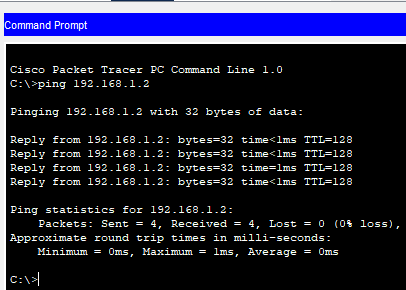 Command Prompt
Cisco Packet Tracer PC Command Line 1.0
C:\>ping 192.168.1.2
Pinging 192.168.1.2 with 32 bytes of data:
Reply from 192.168.1.2: bytes=32 time<1ms TTL=128
Reply from 192.168.1.2: bytes=32 time<1ms TTL=128
Reply from 192.168.1.2: bytes=32 time=1ms TTL=128
Reply from 192.168.1.2: bytes=32 time<1ms TTL=128
Ping statistics for 192.168.1.2:
Packets: Sent = 4, Received = 4, Lost = 0 (0% loss),
Approximate round trip times in milli-seconds:
Minimum = 0ms, Maximum = 1ms, Average = 0ms
C:\>